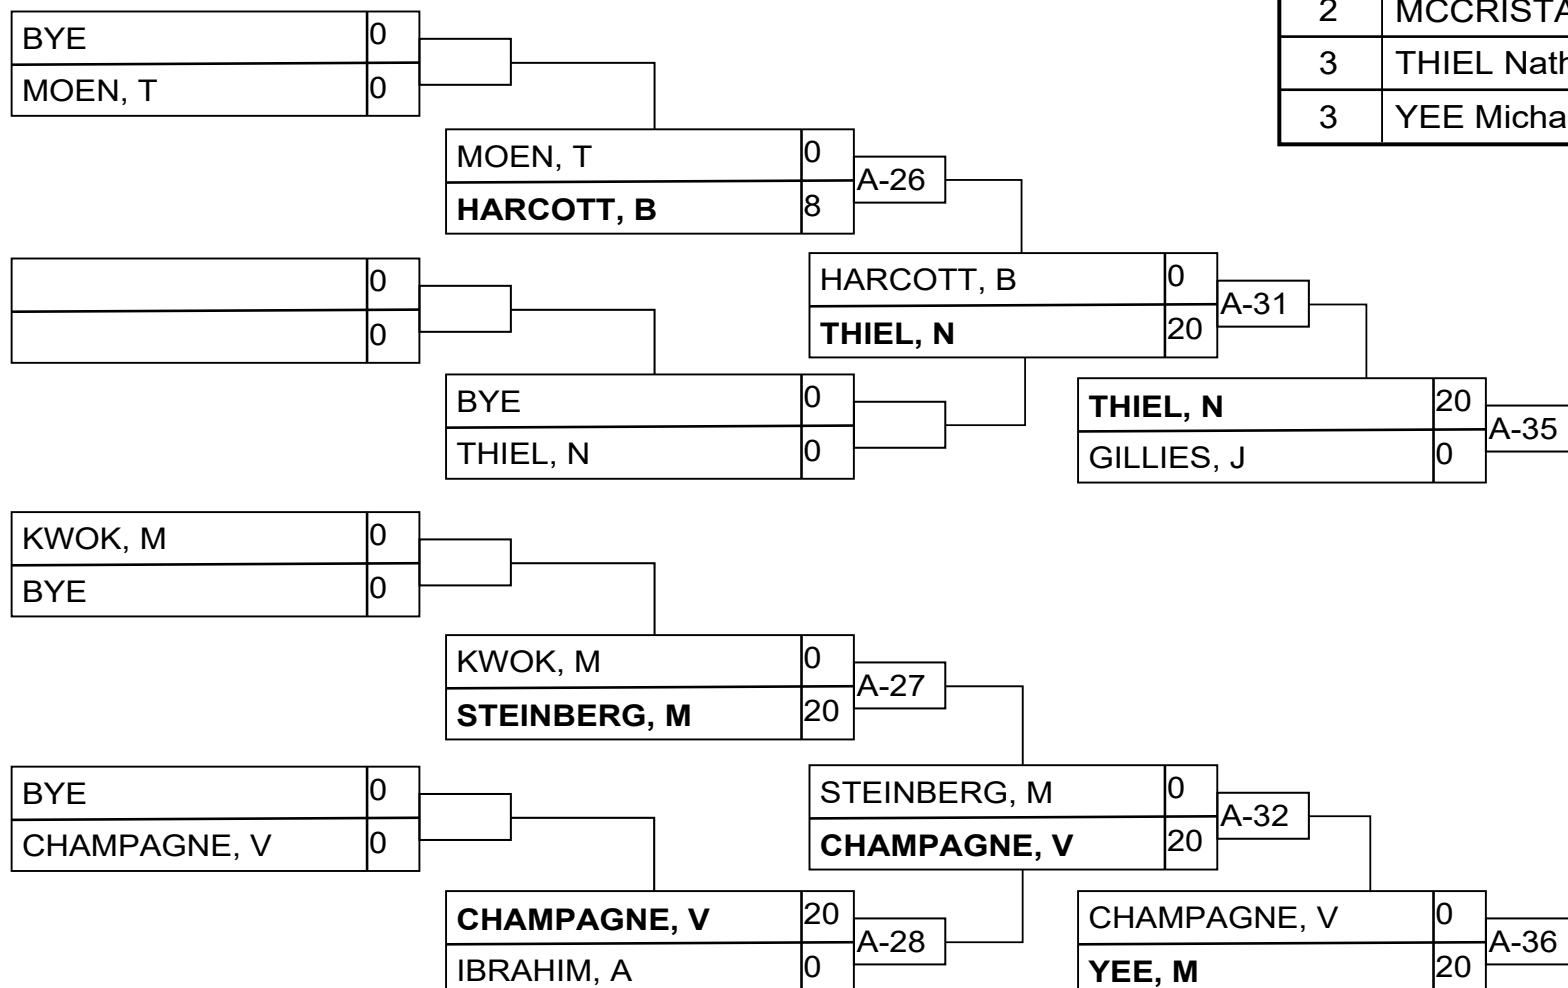 2 MCCRISTA
3 THIEL Nath
3 YEE Micha
BYE 0
MOEN, T 0
MOEN, T 0
HARCOTT, B 8
A-26
0
0
HARCOTT, B 0
THIEL, N 20
A-31
BYE 0
THIEL, N 0
THIEL, N 20
GILLIES, J 0
A-35
KWOK, M 0
BYE 0
KWOK, M 0
STEINBERG, M 20
A-27
BYE 0
CHAMPAGNE, V 0
STEINBERG, M 0
CHAMPAGNE, V 20
A-32
CHAMPAGNE, V 20
IBRAHIM, A 0
A-28
CHAMPAGNE, V 0
YEE, M 20
A-36